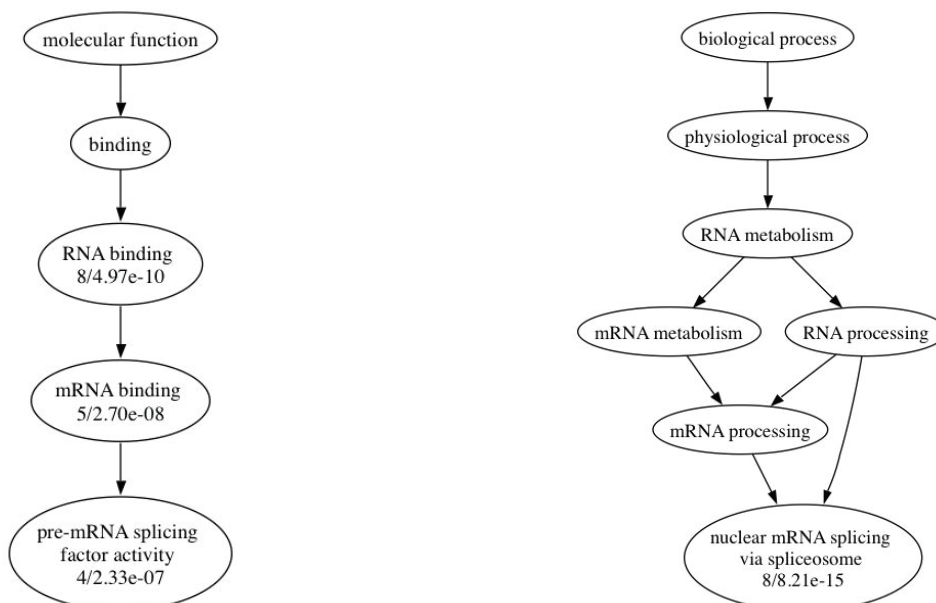 molecular function
binding
RNA binding
8/4.97e-10
mRNA binding
5/2.70e-08
pre-mRNA splicing
factor activity
4/2.33e-07
biological process
physiological process
RNA metabolism
mRNA metabolism
RNA processing
mRNA processing
nuclear mRNA splicing
via spliceosome
8/8.21e-15